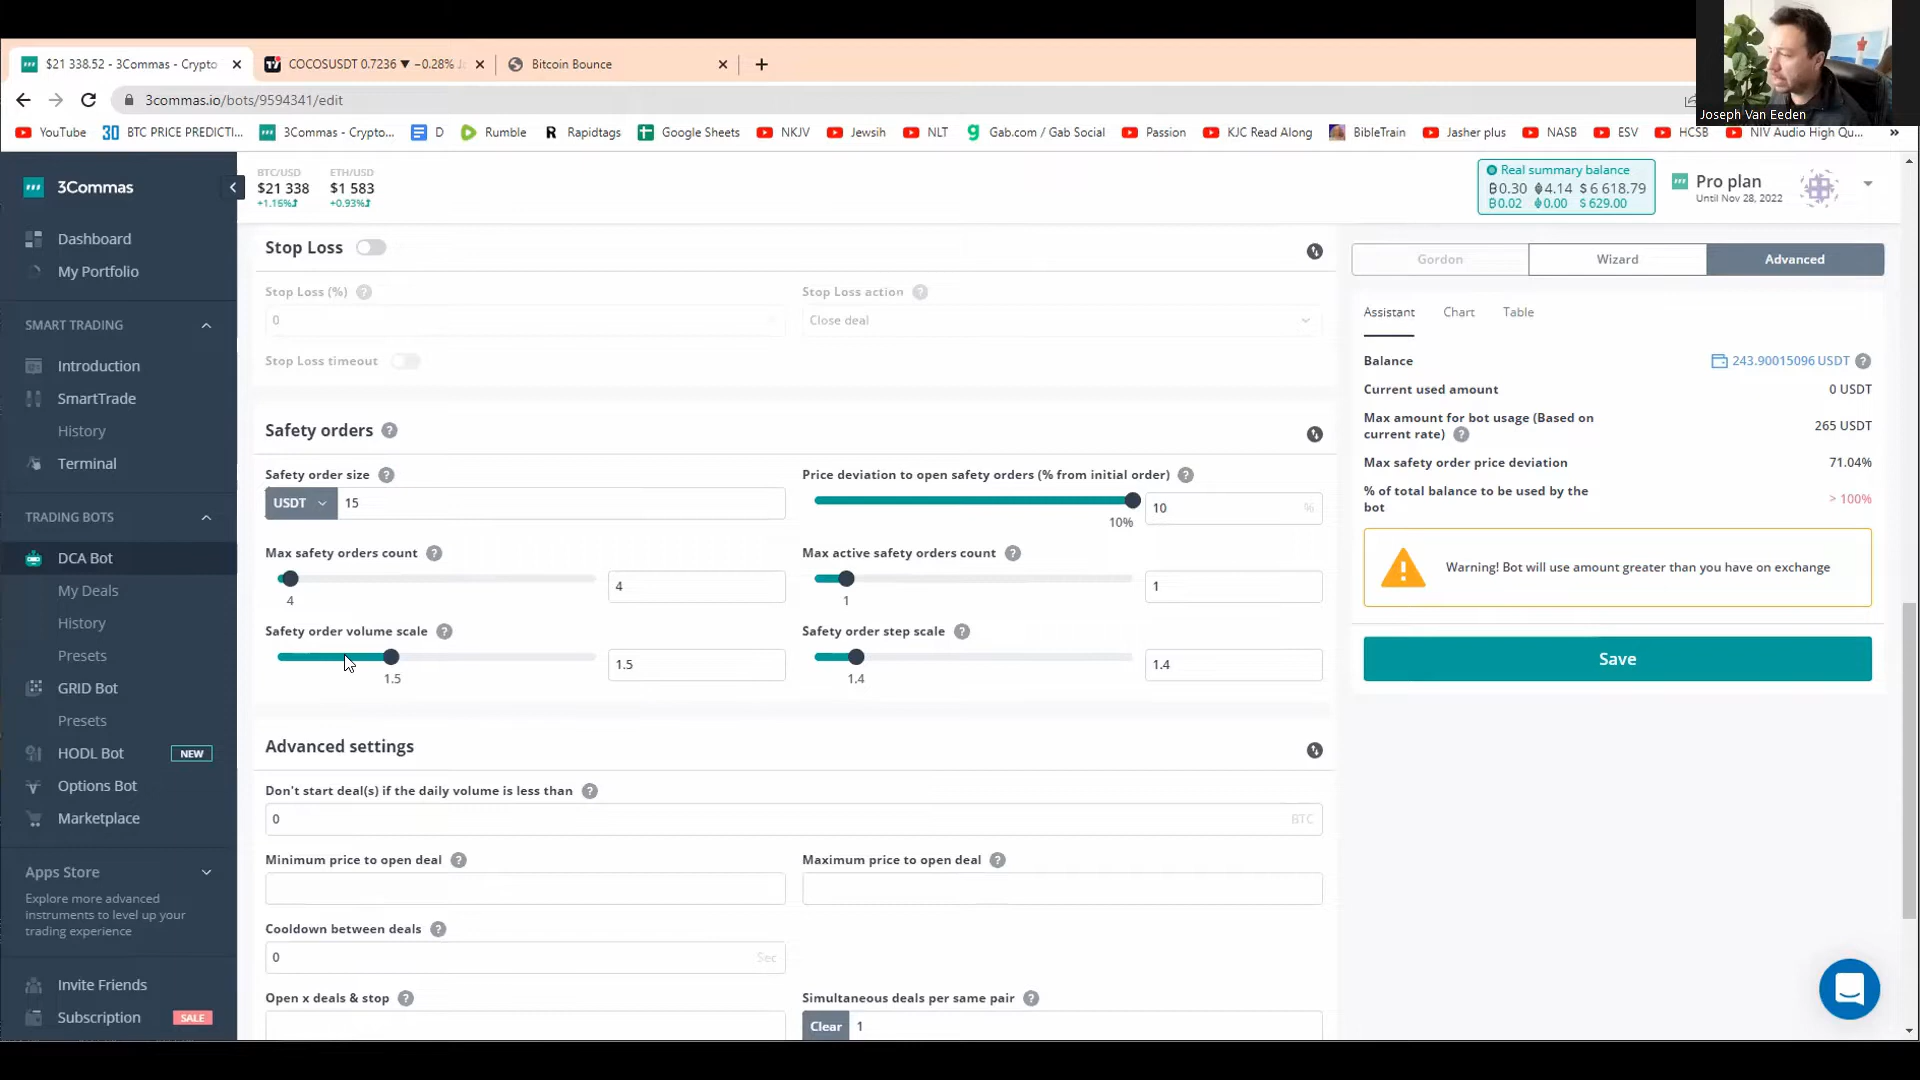 $21 338.52 - 3Commas - Crypto
COCOSUSDT 0.7236 ▼ −0.28%
Bitcoin Bounce
3commas.io/bots/9594341/edit
Joseph Van Eeden
YouTube
BTC PRICE PREDICTI...
3Commas - Crypto...
D
Rumble
Rapidtags
Google Sheets
NKJV
Jewsih
NLT
Gab.com / Gab Social
Passion
KJC Read Along
BibleTrain
Jasher plus
NASB
ESV
HCSB
NIV Audio High Qu...
3Commas
Dashboard
My Portfolio
SMART TRADING
Introduction
SmartTrade
History
Terminal
TRADING BOTS
DCA Bot
My Deals
History
Presets
GRID Bot
Presets
HODL Bot NEW
Options Bot
Marketplace
Apps Store
Explore more advanced
instruments to level up your
trading experience
Invite Friends
Subscription SALE
BTC/USD ETH/USD
$21 338 $1 583
+1.16% +0.93%
Real summary balance
₿0.30 4.14 $6 618.79
₿0.02 0.00 $629.00
Pro plan
Until Nov 28, 2022
Stop Loss
Stop Loss (%) Stop Loss action
0 Close deal
Stop Loss timeout
Safety orders
Safety order size Price deviation to open safety orders (% from initial order)
USDT 15 10 %
10%
Max safety orders count Max active safety orders count
4 1
4 1
Safety order volume scale Safety order step scale
1.5 1.4
1.5 1.4
Advanced settings
Don't start deal(s) if the daily volume is less than
0 BTC
Minimum price to open deal Maximum price to open deal
Cooldown between deals
0 Sec
Open x deals & stop Simultaneous deals per same pair
Clear 1
Gordon Wizard Advanced
Assistant Chart Table
Balance 243.90015096 USDT
Current used amount 0 USDT
Max amount for bot usage (Based on
current rate) 265 USDT
Max safety order price deviation 71.04%
% of total balance to be used by the
bot > 100%
Warning! Bot will use amount greater than you have on exchange
Save